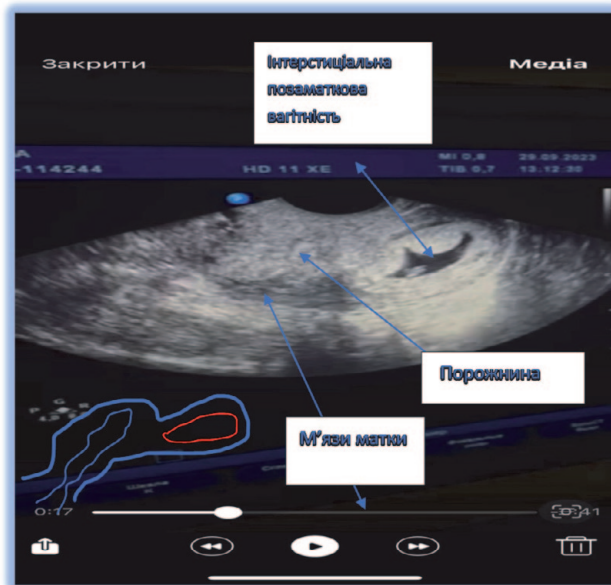 Закрити
Медіа
Інтерстиціальна
позаматкова
вагітність
A
-114244
HD 11 XE
MI 0,8
TIB 0,7
29.09.2023
13:12:30
Порожнина
М’язи матки
0:17